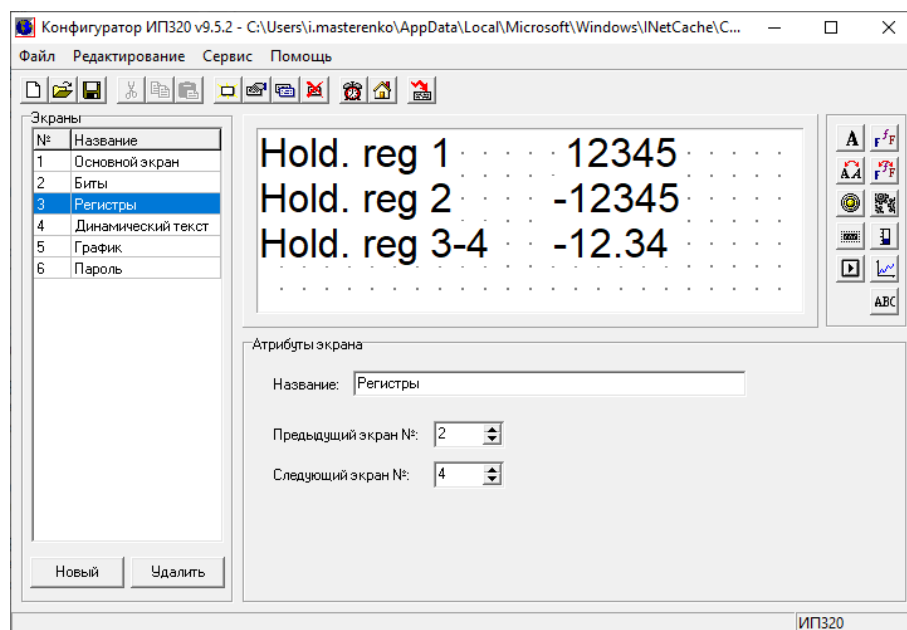 Конфигуратор ИП320 v9.5.2 - C:\Users\i.masterenko\AppData\Local\Microsoft\Windows\INetCache\C...
Файл Редактирование Сервис Помощь
Экраны
№ Название
1 Основной экран
2 Биты
3 Регистры
4 Динамический текст
5 График
6 Пароль
Новый Удалить
Hold. reg 1 12345
Hold. reg 2 -12345
Hold. reg 3-4 -12.34
A FfF
AA FfF
ABC
Атрибуты экрана
Название: Регистры
Предыдущий экран №: 2
Следующий экран №: 4
ИП320